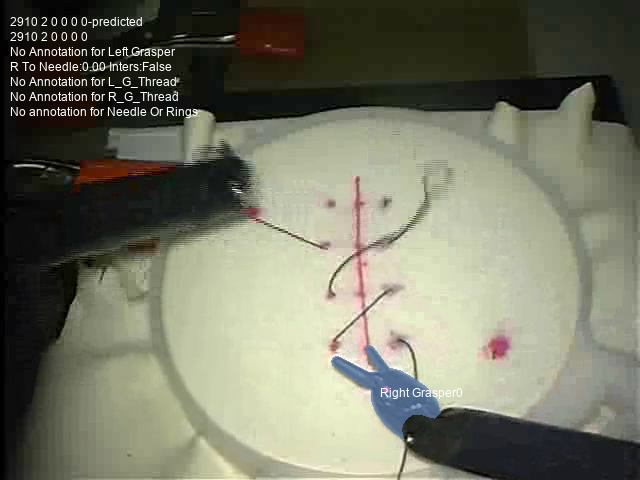 2910 2 0 0 0 0-predicted
2910 2 0 0 0 0
No Annotation for Left Grasper
R To Needle:0.00 Inters:False
No Annotation for L_G_Thread
No Annotation for R_G_Thread
No annotation for Needle Or Rings
Right Grasper0